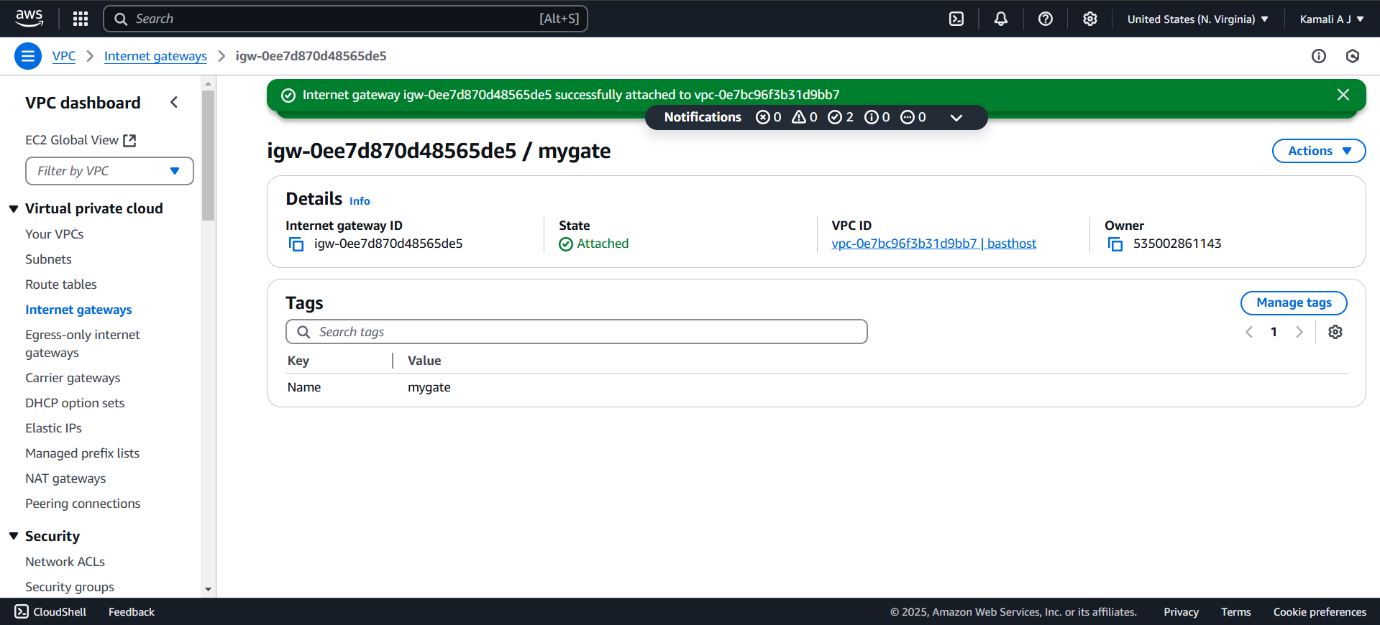 aws
Search [Alt+S]
United States (N. Virginia)
Kamali A J
VPC
Internet gateways
igw-0ee7d870d48565de5
VPC dashboard
EC2 Global View
Filter by VPC
Virtual private cloud
Your VPCs
Subnets
Route tables
Internet gateways
Egress-only internet
gateways
Carrier gateways
DHCP option sets
Elastic IPs
Managed prefix lists
NAT gateways
Peering connections
Security
Network ACLs
Security groups
Internet gateway igw-0ee7d870d48565de5 successfully attached to vpc-0e7bc96f3b31d9bb7
Notifications 0 0 2 0 0
igw-0ee7d870d48565de5 / mygate
Actions
Details Info
Internet gateway ID
igw-0ee7d870d48565de5
State
Attached
VPC ID
vpc-0e7bc96f3b31d9bb7 | basthost
Owner
535002861143
Tags
Manage tags
Search tags
1
Key Value
Name mygate
CloudShell Feedback
© 2025, Amazon Web Services, Inc. or its affiliates. Privacy Terms Cookie preferences